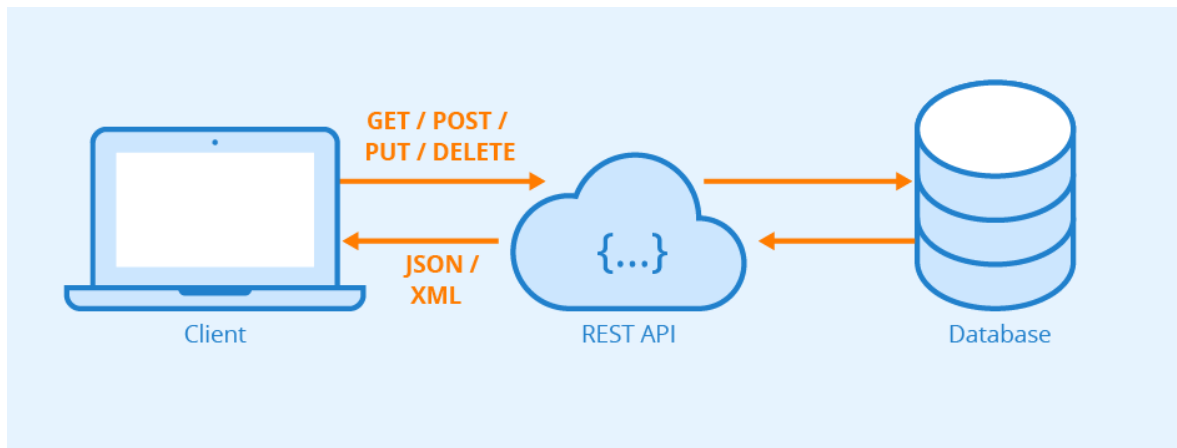 GET / POST /
PUT / DELETE
{...}
JSON /
XML
Client
REST API
Database